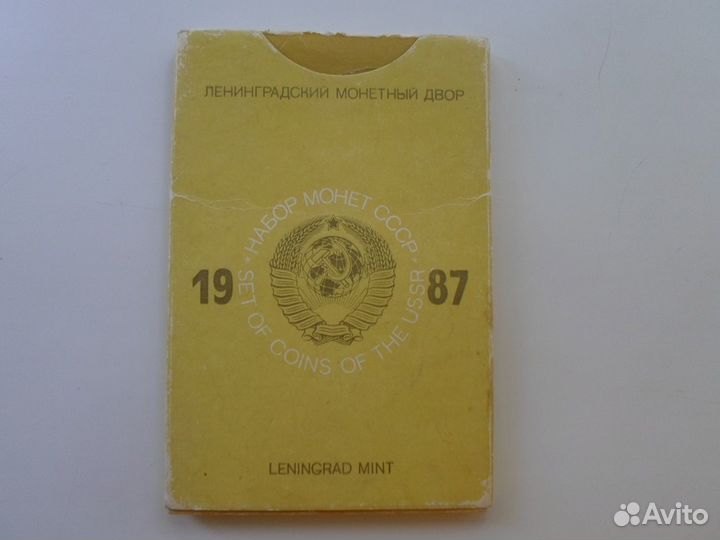 ЛЕНИНГРАДСКИЙ МОНЕТНЫЙ ДВОР
НАБОР МОНЕТ СССР
19 87
SET OF COINS OF THE USSR
LENINGRAD MINT
Avito